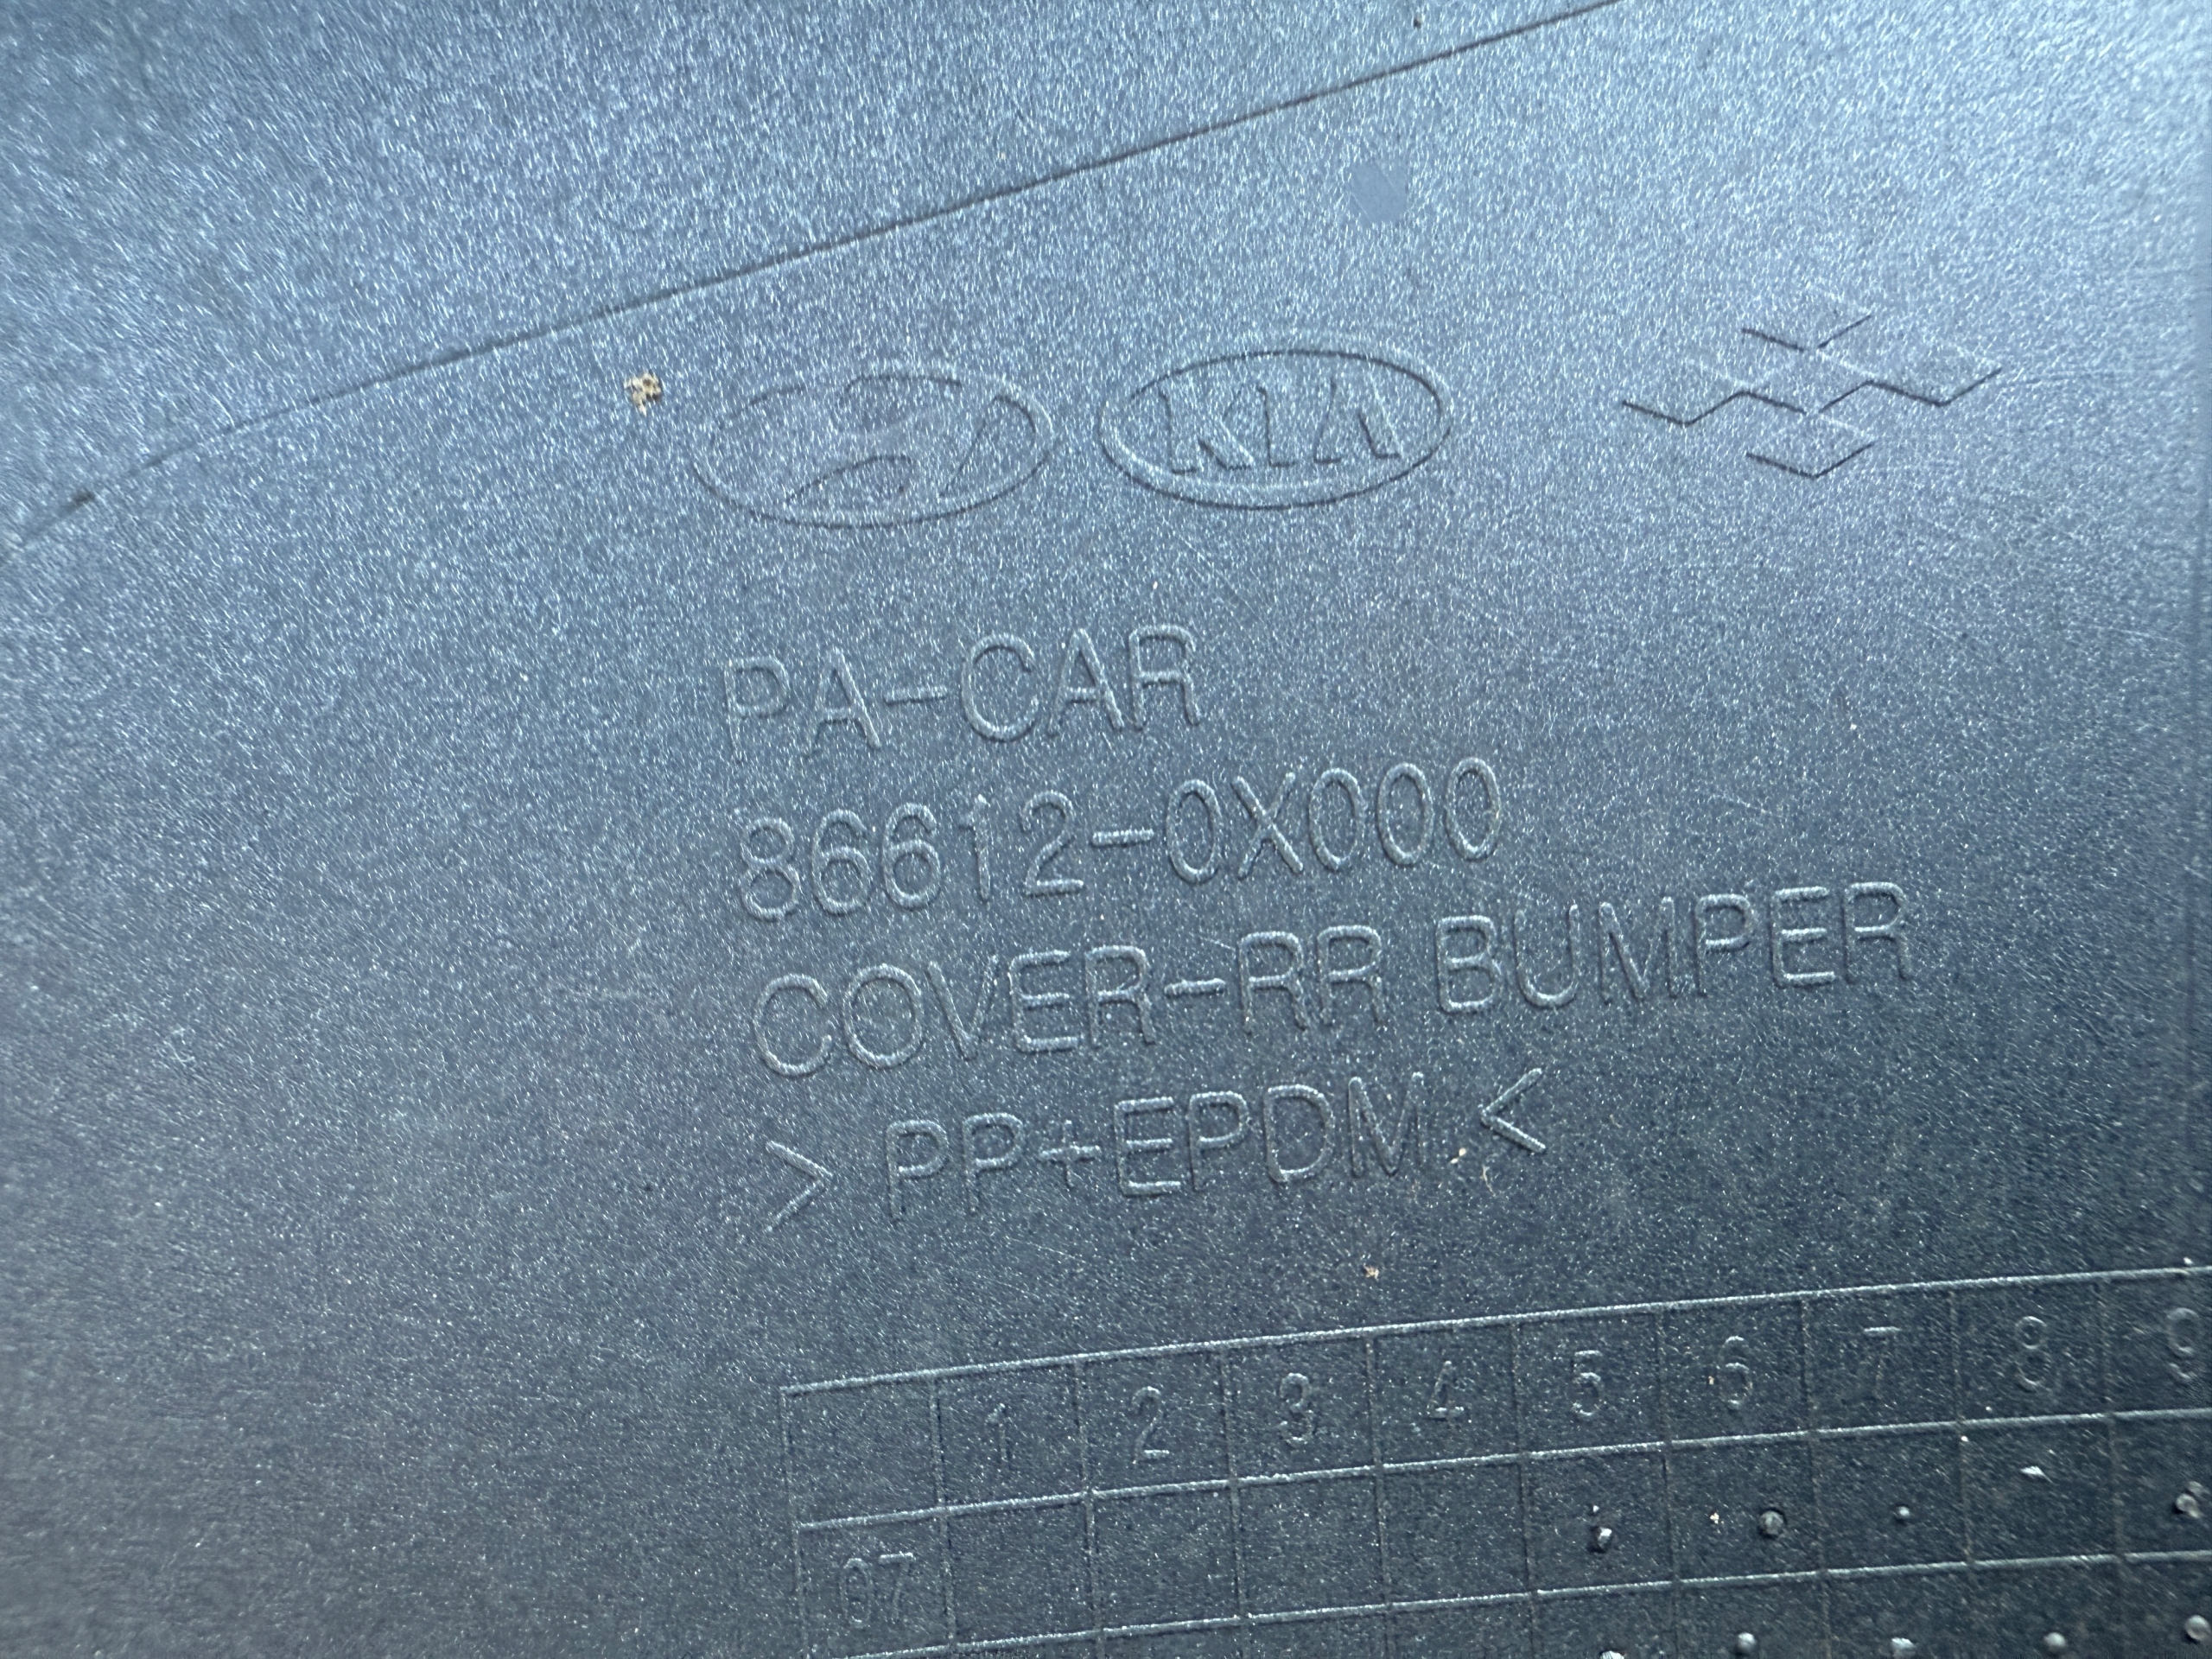 KIA
PA-CAR
86612-0X000
COVER-RR BUMPER
> PP+EPDM <
1 2 3 4 5 6 7 8 9
07